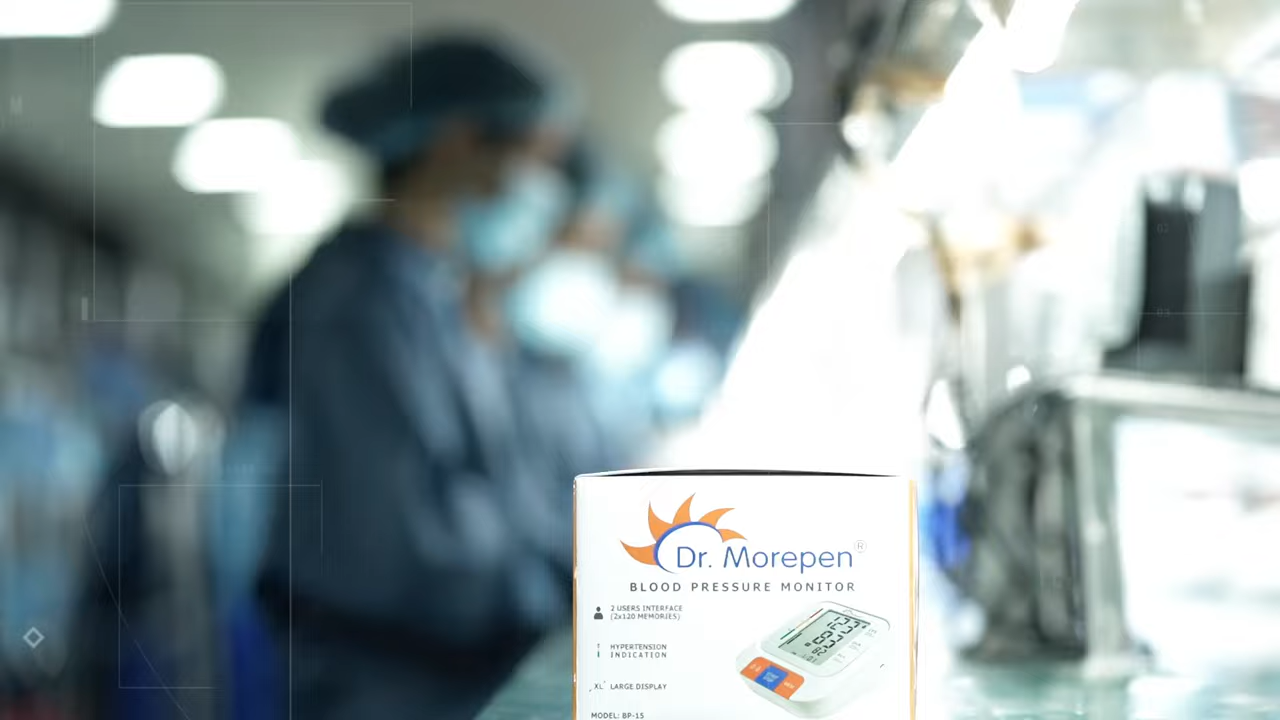 Dr. Morepen®
BLOOD PRESSURE MONITOR
2 USERS INTERFACE
(2x120 MEMORIES)
HYPERTENSION
INDICATION
XL LARGE DISPLAY
MODEL: BP-15